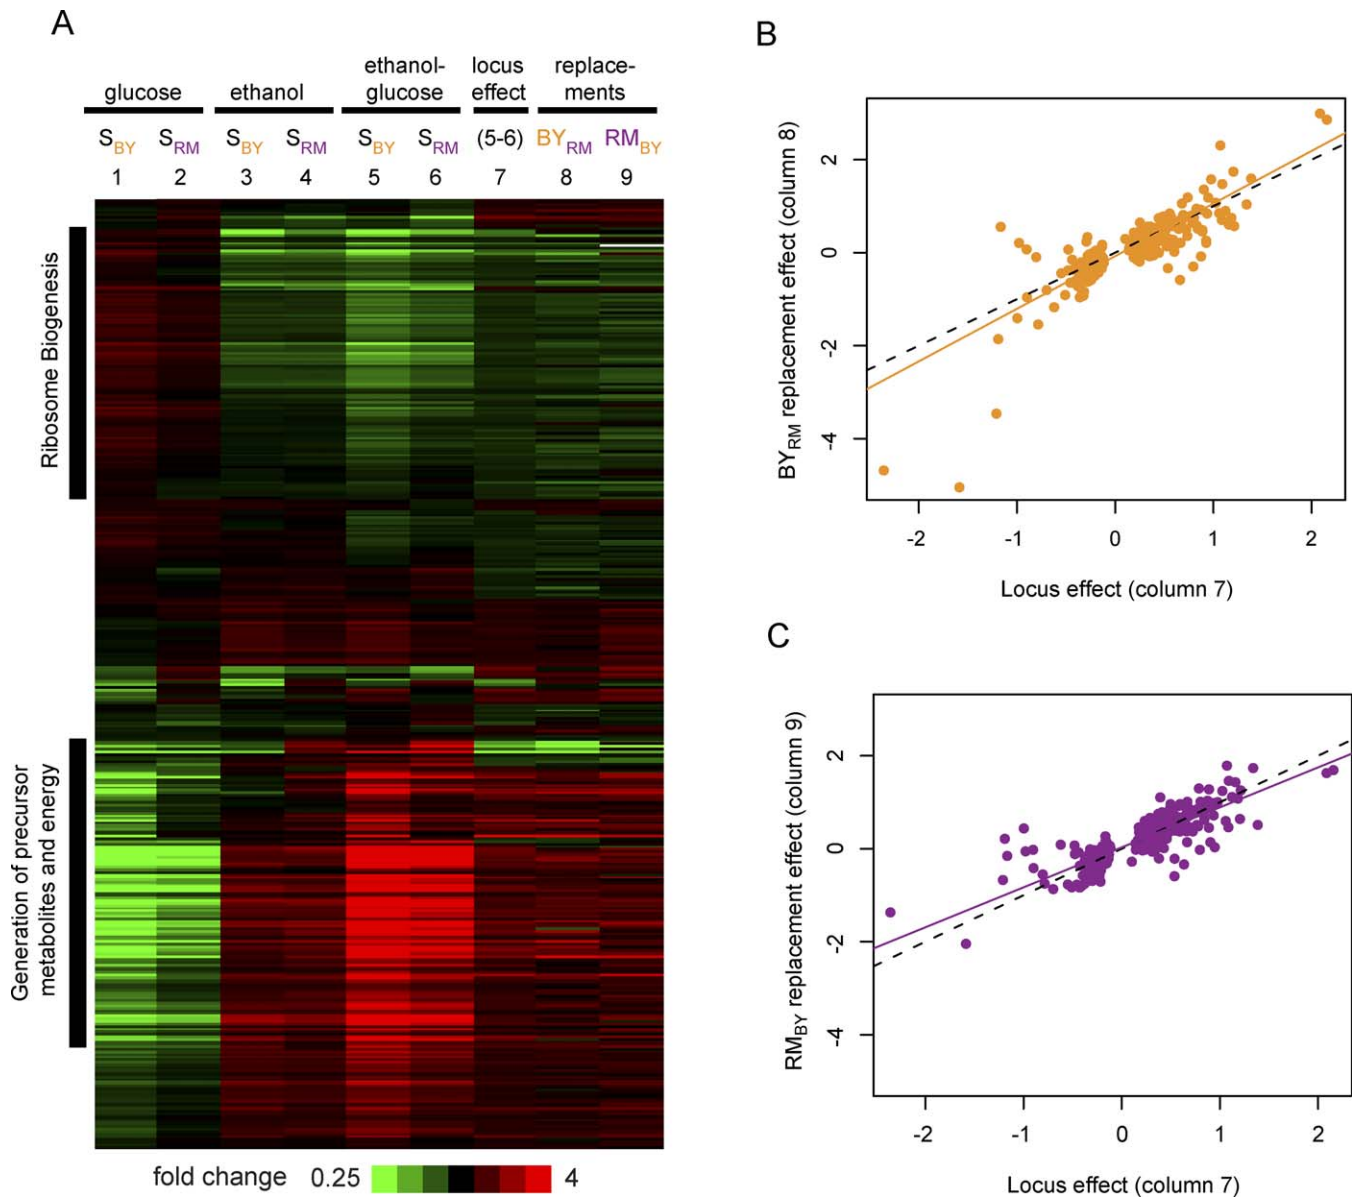 A
glucose
ethanol
ethanol-
glucose
locus
effect
replace-
ments
S_BY S_RM S_BY S_RM S_BY S_RM (5-6) BY_RM RM_BY
1 2 3 4 5 6 7 8 9
Ribosome Biogenesis
Generation of precursor
metabolites and energy
fold change 0.25 4
B
BY_RM replacement effect (column 8)
2
0
-2
-4
-2 -1 0 1 2
Locus effect (column 7)
C
RM_BY replacement effect (column 9)
2
0
-2
-4
-2 -1 0 1 2
Locus effect (column 7)